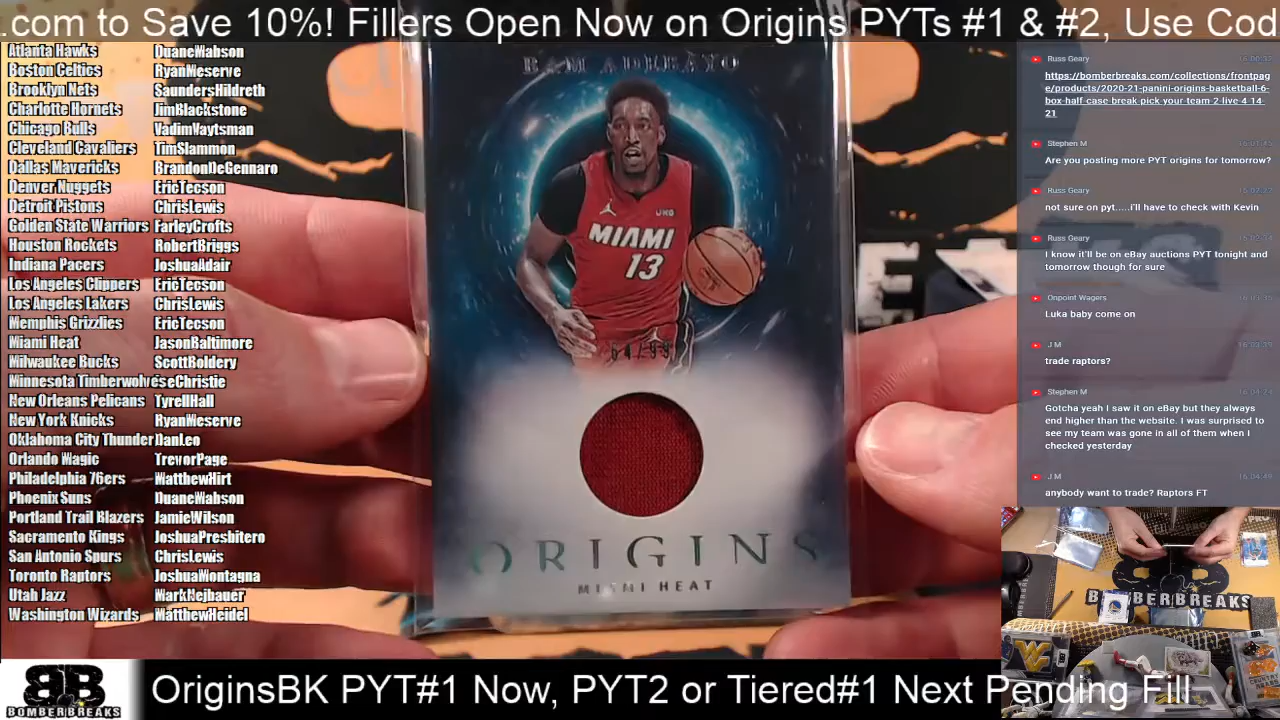 .com to Save 10%! Fillers Open Now on Origins PYTs #1 & #2, Use Cod
Atlanta Hawks DuaneWabson
Boston Celtics RyanMeserve
Brooklyn Nets SaundersHildreth
Charlotte Hornets JimBlackstone
Chicago Bulls VadimVaytsman
Cleveland Cavaliers TimSlammon
Dallas Mavericks BrandonDeGennaro
Denver Nuggets EricTecson
Detroit Pistons ChrisLewis
Golden State Warriors FarleyCrofts
Houston Rockets RobertBriggs
Indiana Pacers JoshuaAdair
Los Angeles Clippers EricTecson
Los Angeles Lakers ChrisLewis
Memphis Grizzlies EricTecson
Miami Heat JasonBaltimore
Milwaukee Bucks ScottBoldery
Minnesota Timberwolves
New Orleans Pelicans TyrellHall
New York Knicks RyanMeserve
Oklahoma City Thunder DanLeo
Orlando Magic TrevorPage
Philadelphia 76ers MatthewHirt
Phoenix Suns DuaneWabson
Portland Trail Blazers JamieWilson
Sacramento Kings JoshuaPresbitero
San Antonio Spurs ChrisLewis
Toronto Raptors JoshuaMontagna
Utah Jazz MarkNejbauer
Washington Wizards MatthewHeidel
BAM ADEBAYO
MIAMI
13
64/99
ORIGINS
MIAMI HEAT
Russ Geary
https://bomberbreaks.com/collections/frontpag
e/products/2020-21-panini-origins-basketball-6-
box-half-case-break-pick-your-team-2-live-4-14-
21
Stephen M
Are you posting more PYT origins for tomorrow?
Russ Geary
not sure on pyt.....i'll have to check with Kevin
Russ Geary
I know it'll be on eBay auctions PYT tonight and
tomorrow though for sure
Onpoint Wagers
Luka baby come on
J M
trade raptors?
Stephen M
Gotcha yeah I saw it on eBay but they always
end higher than the website. I was surprised to
see my team was gone in all of them when I
checked yesterday
J M
anybody want to trade? Raptors FT
BOMBERBREAKS
BB
BOMBERBREAKS
OriginsBK PYT#1 Now, PYT2 or Tiered#1 Next Pending Fill